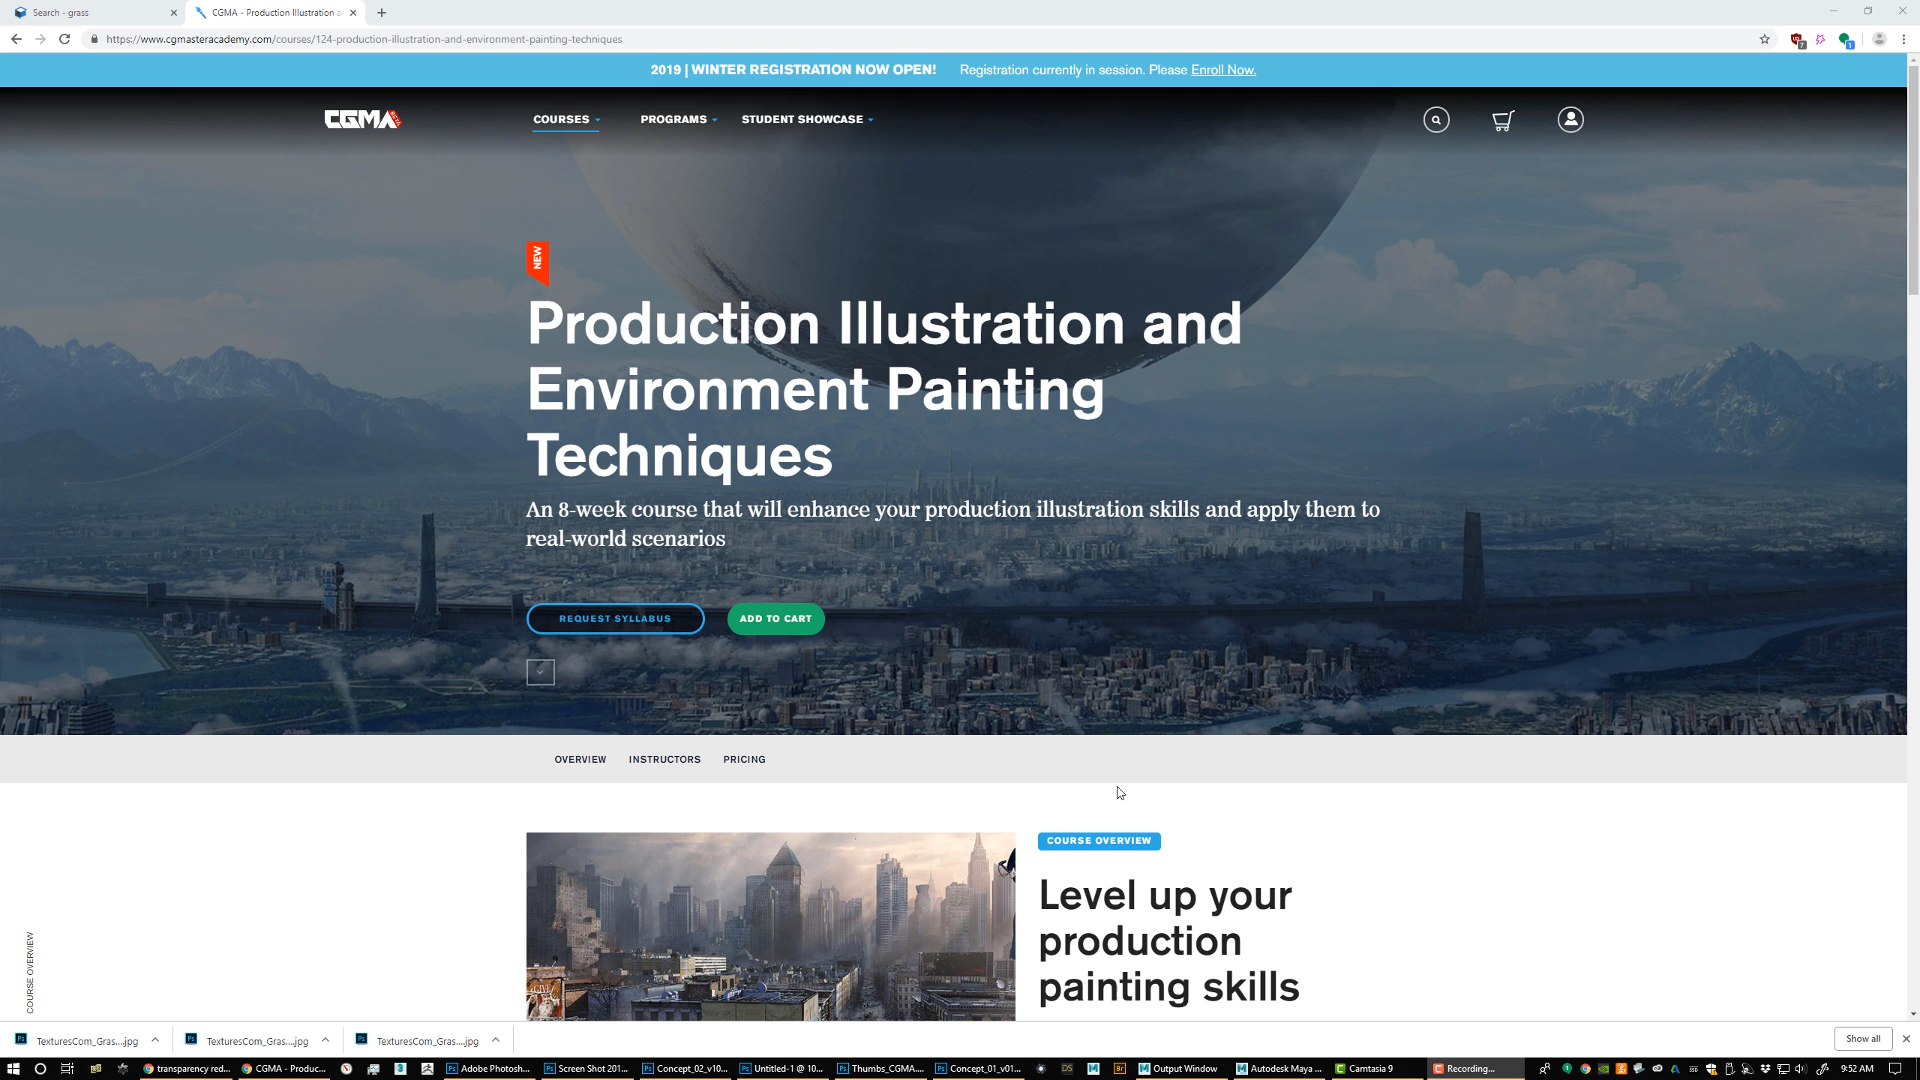 Search - grass
CGMA - Production Illustration a
https://www.cgmasteracademy.com/courses/124-production-illustration-and-environment-painting-techniques
2019 | WINTER REGISTRATION NOW OPEN! Registration currently in session. Please Enroll Now.
CGMA
COURSES PROGRAMS STUDENT SHOWCASE
NEW
Production Illustration and
Environment Painting
Techniques
An 8-week course that will enhance your production illustration skills and apply them to
real-world scenarios
REQUEST SYLLABUS ADD TO CART
OVERVIEW INSTRUCTORS PRICING
COURSE OVERVIEW
Level up your
production
painting skills
COURSE OVERVIEW
TexturesCom_Gras....jpg TexturesCom_Gras....jpg TexturesCom_Gras....jpg Show all
transparency red... CGMA - Produc... Adobe Photosh... Screen Shot 201... Concept_02_v10... Untitled-1 @ 10... Thumbs_CGMA.... Concept_01_v01... Output Window Autodesk Maya ... Camtasia 9 Recording... 9:52 AM